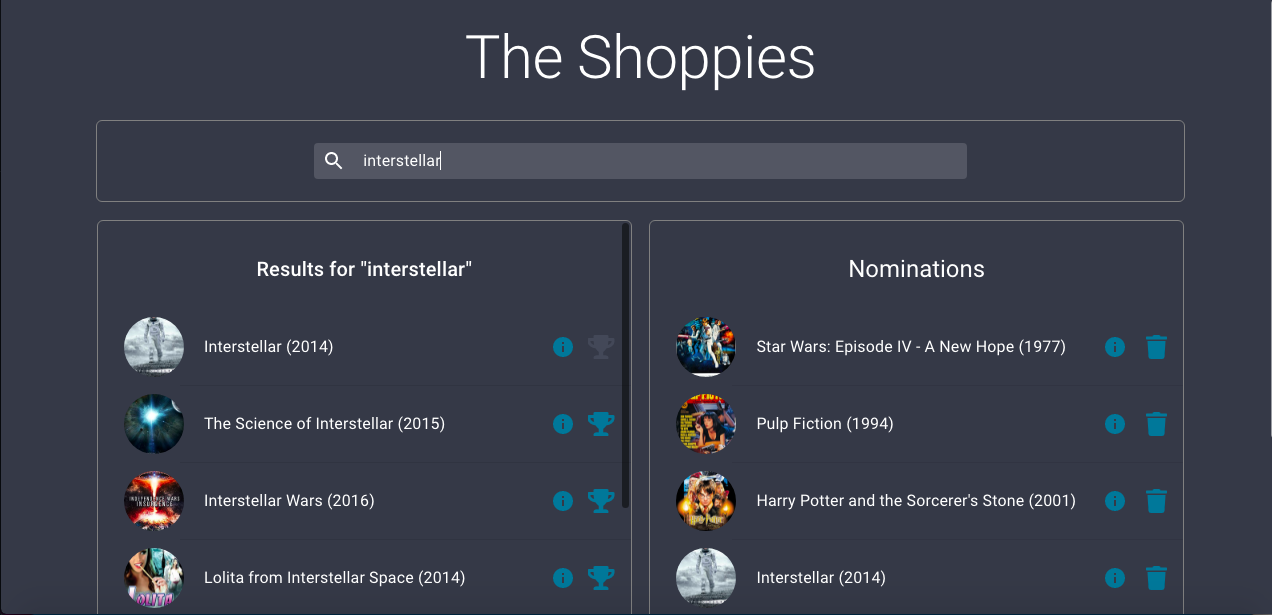 The Shoppies
interstellar
Results for "interstellar"
Interstellar (2014)
The Science of Interstellar (2015)
Interstellar Wars (2016)
Lolita from Interstellar Space (2014)
Nominations
Star Wars: Episode IV - A New Hope (1977)
Pulp Fiction (1994)
Harry Potter and the Sorcerer's Stone (2001)
Interstellar (2014)